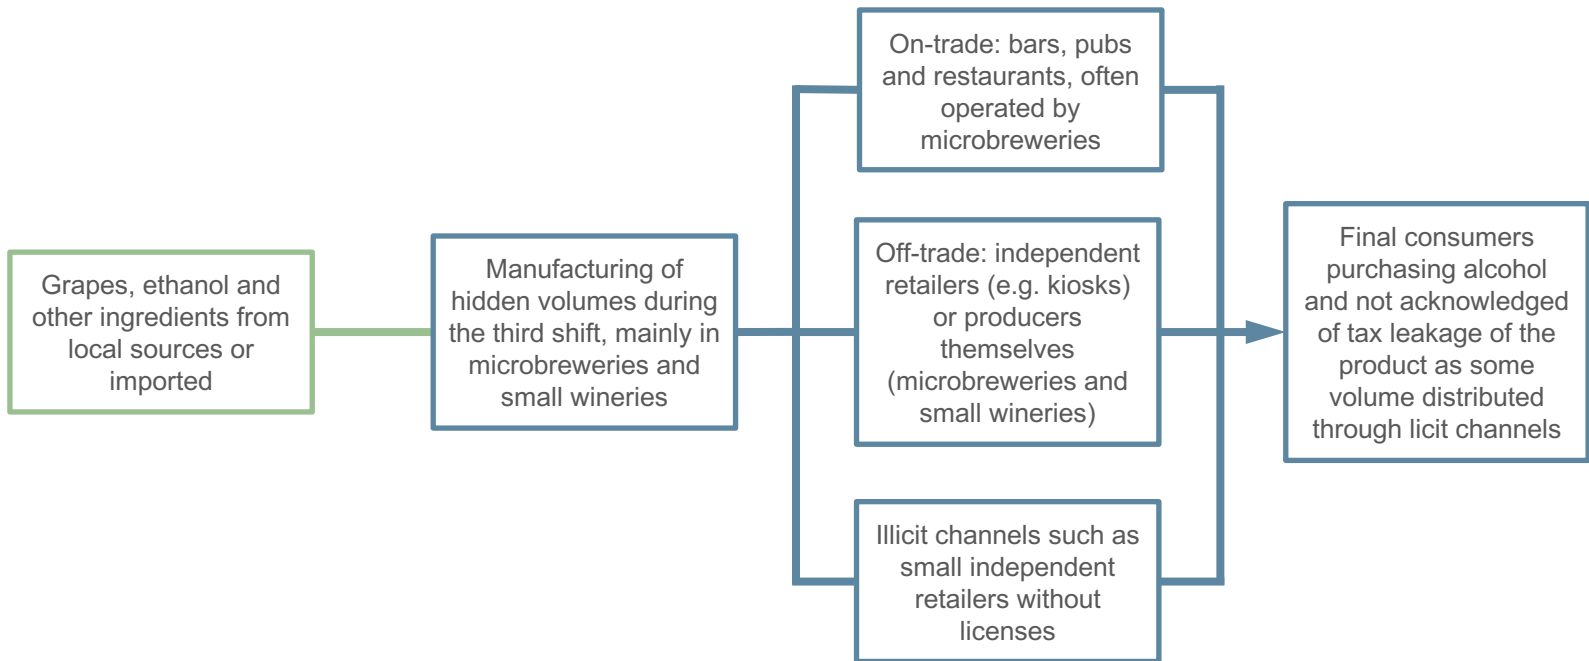 Grapes, ethanol and
other ingredients from
local sources or
imported
Manufacturing of
hidden volumes during
the third shift, mainly in
microbreweries and
small wineries
On-trade: bars, pubs
and restaurants, often
operated by
microbreweries
Off-trade: independent
retailers (e.g. kiosks)
or producers
themselves
(microbreweries and
small wineries)
Illicit channels such as
small independent
retailers without
licenses
Final consumers
purchasing alcohol
and not acknowledged
of tax leakage of the
product as some
volume distributed
through licit channels